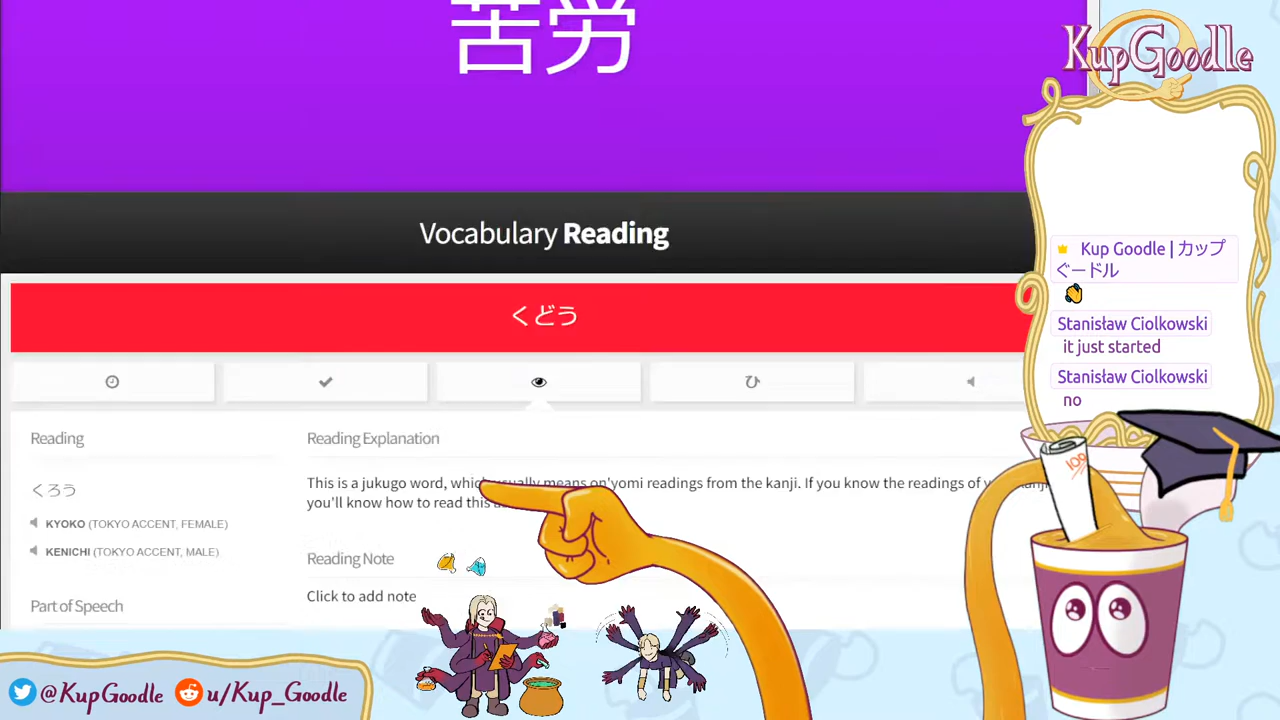 苦労
Vocabulary Reading
くどう
ひ
Reading
くろう
KYOKO (TOKYO ACCENT, FEMALE)
KENICHI (TOKYO ACCENT, MALE)
Part of Speech
Reading Explanation
This is a jukugo word, which usually means on'yomi readings from the kanji. If you know the readings of
you'll know how to read this
Reading Note
Click to add note
KupGoodle
Kup Goodle | カップ
ぐードル
Stanisław Ciolkowski
it just started
Stanisław Ciolkowski
no
100
@KupGoodle u/Kup_Goodle